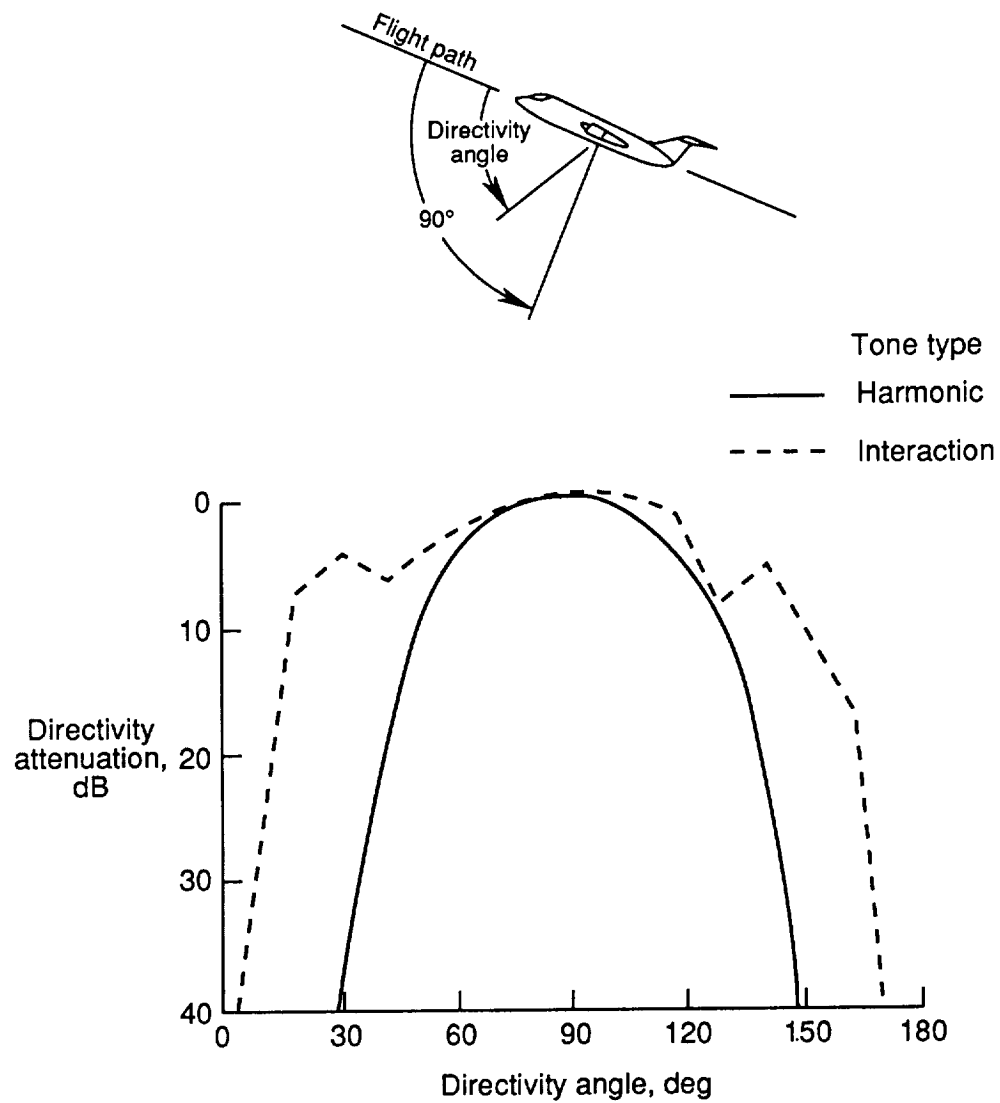 Flight path
Directivity
angle
90°
Tone type
Harmonic
Interaction
0
10
20
30
40
Directivity
attenuation,
dB
0 30 60 90 120 150 180
Directivity angle, deg